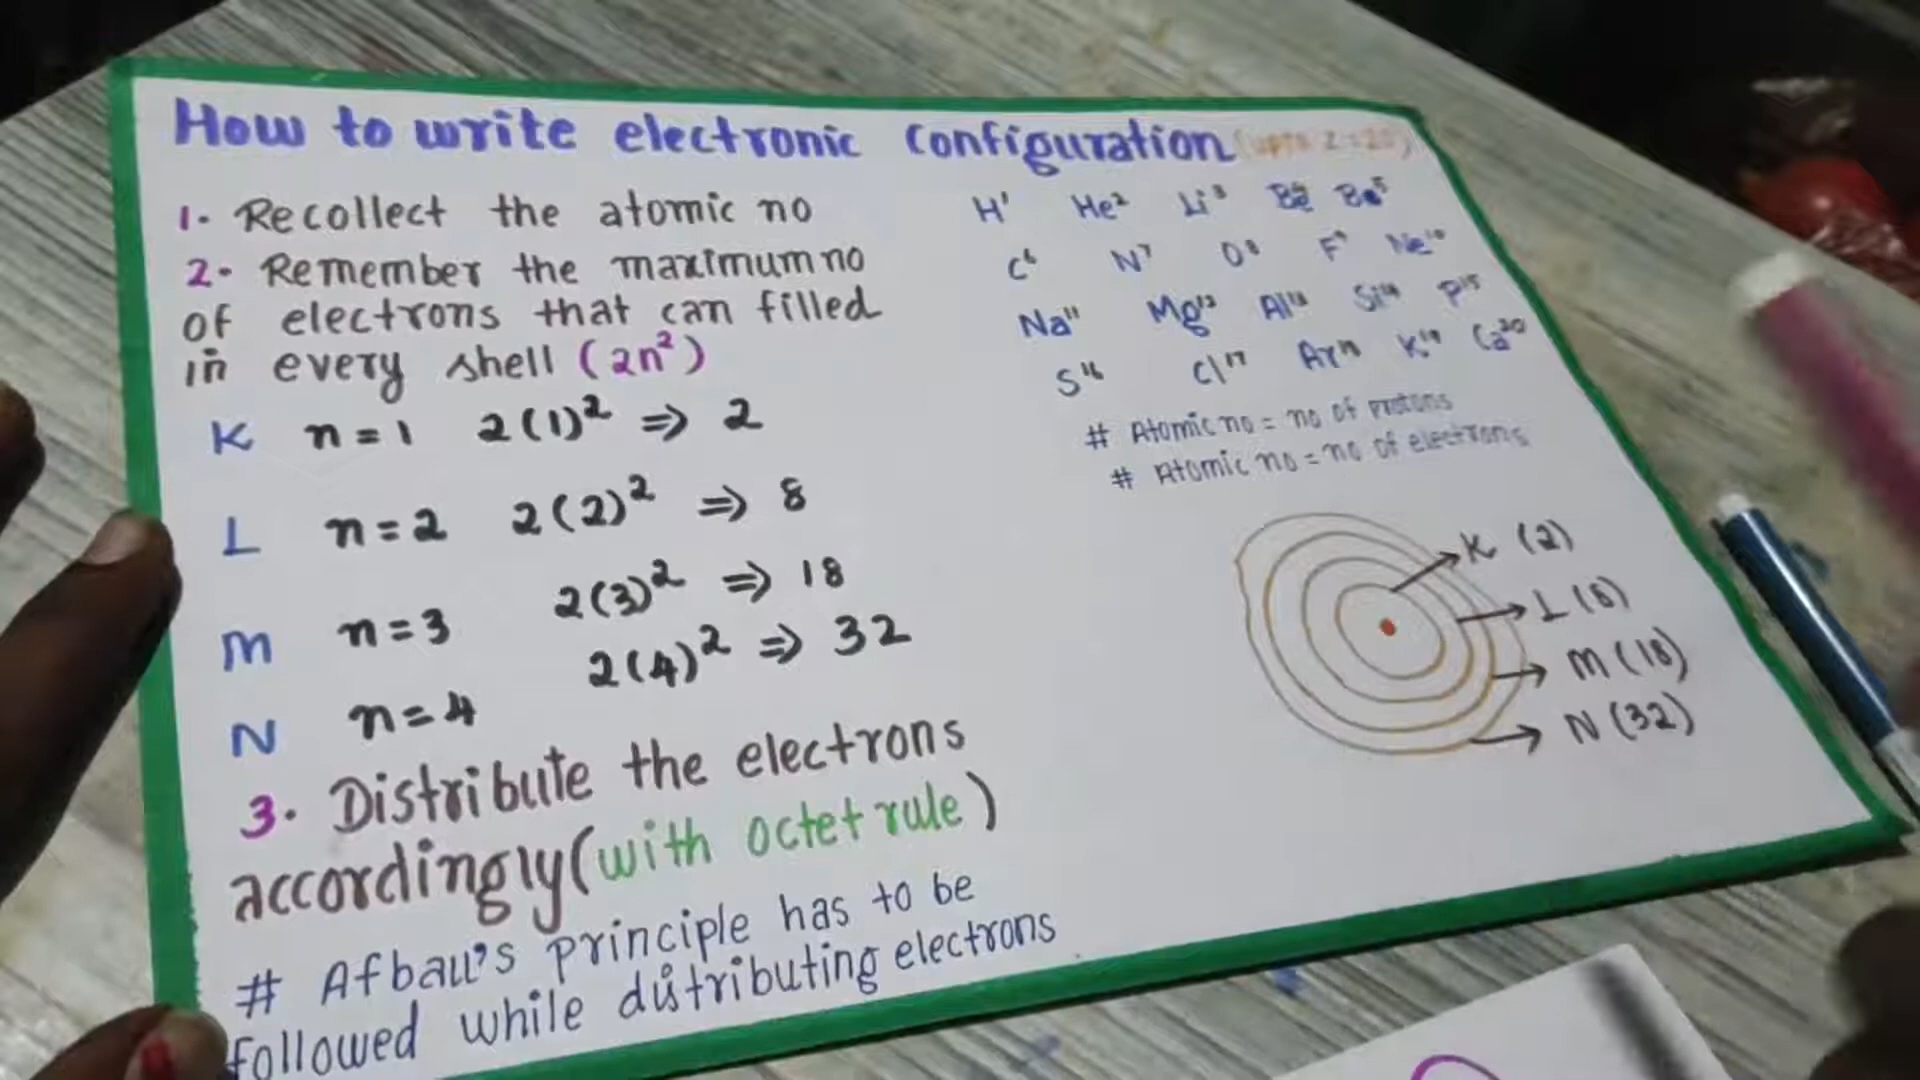 How to write electronic configuration (upto Z=20)
1. Recollect the atomic no
2. Remember the maximum no
of electrons that can filled
in every shell (2n²)
K n=1 2(1)² ⇒ 2
L n=2 2(2)² ⇒ 8
M n=3 2(3)² ⇒ 18
N n=4 2(4)² ⇒ 32
3. Distribute the electrons
accordingly (with octet rule)
# Afbau's principle has to be
followed while distributing electrons
H¹ He² Li³
C⁶ N⁷ O⁸ F⁹ Ne¹⁰
Na¹¹ Mg¹² Al¹³ Si¹⁴ P¹⁵
S¹⁶ Cl¹⁷ Ar¹⁸ K¹⁹ Ca²⁰
# Atomic no = no of protons
# Atomic no = no of electrons
K (2)
L (8)
M (18)
N (32)